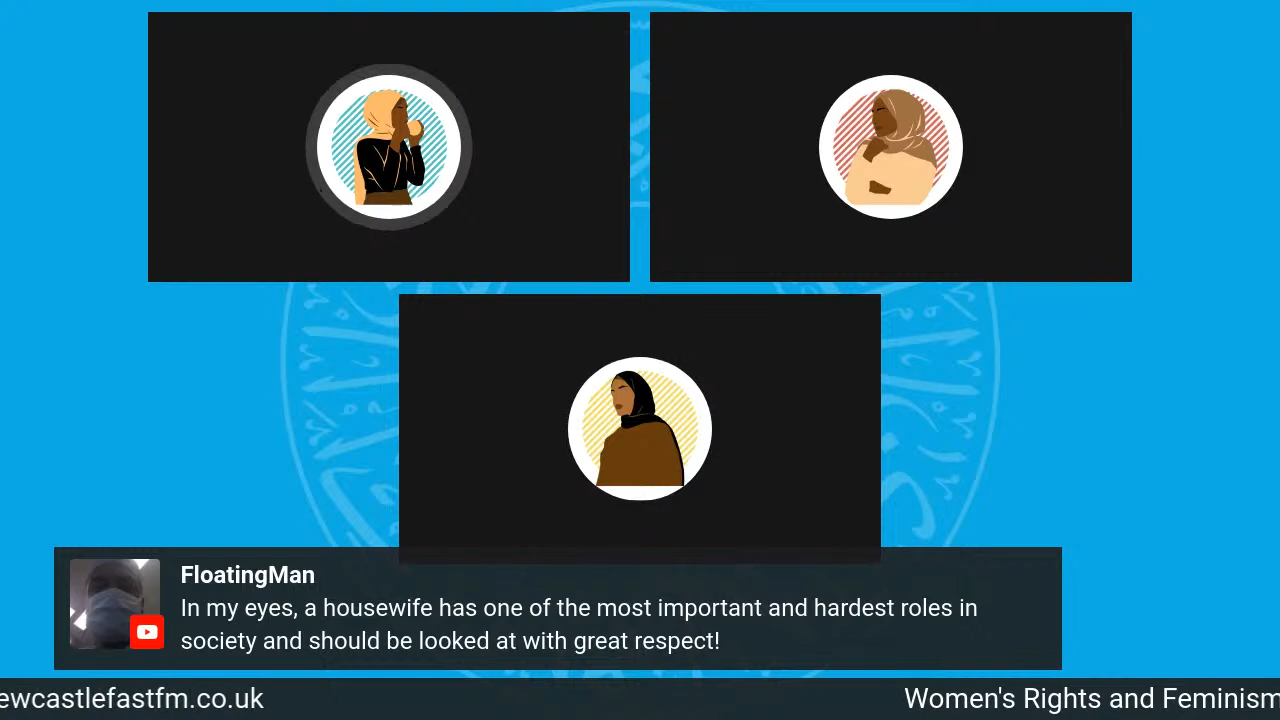 FloatingMan
In my eyes, a housewife has one of the most important and hardest roles in
society and should be looked at with great respect!
ewcastlefastfm.co.uk
Women's Rights and Feminism